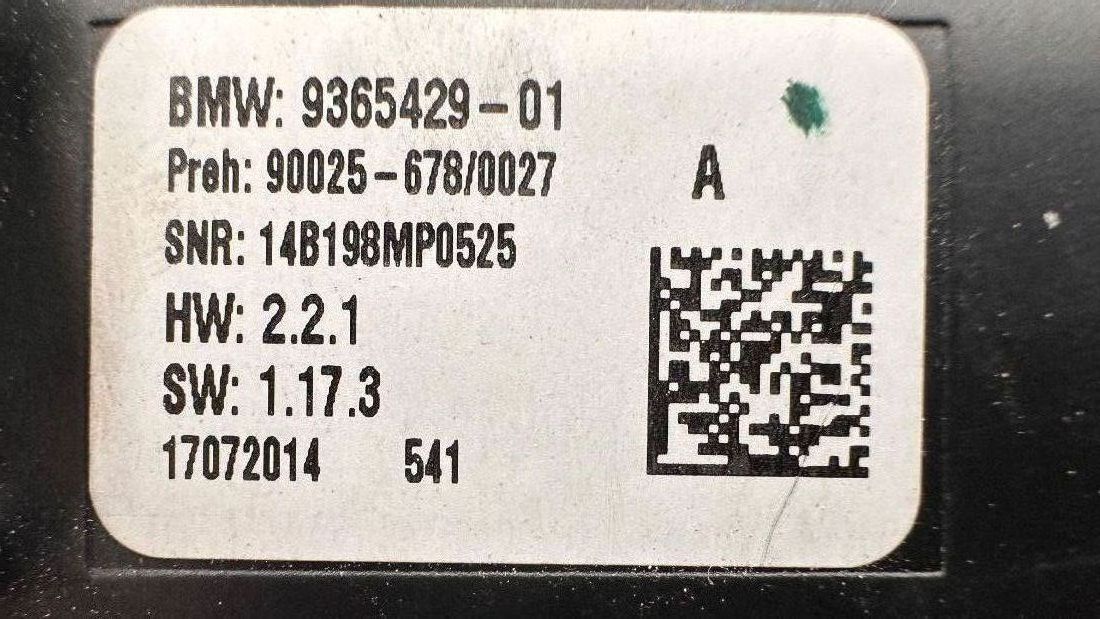 BMW: 9365429-01
Preh: 90025-678/0027
A
SNR: 14B198MP0525
HW: 2.2.1
SW: 1.17.3
17072014 541